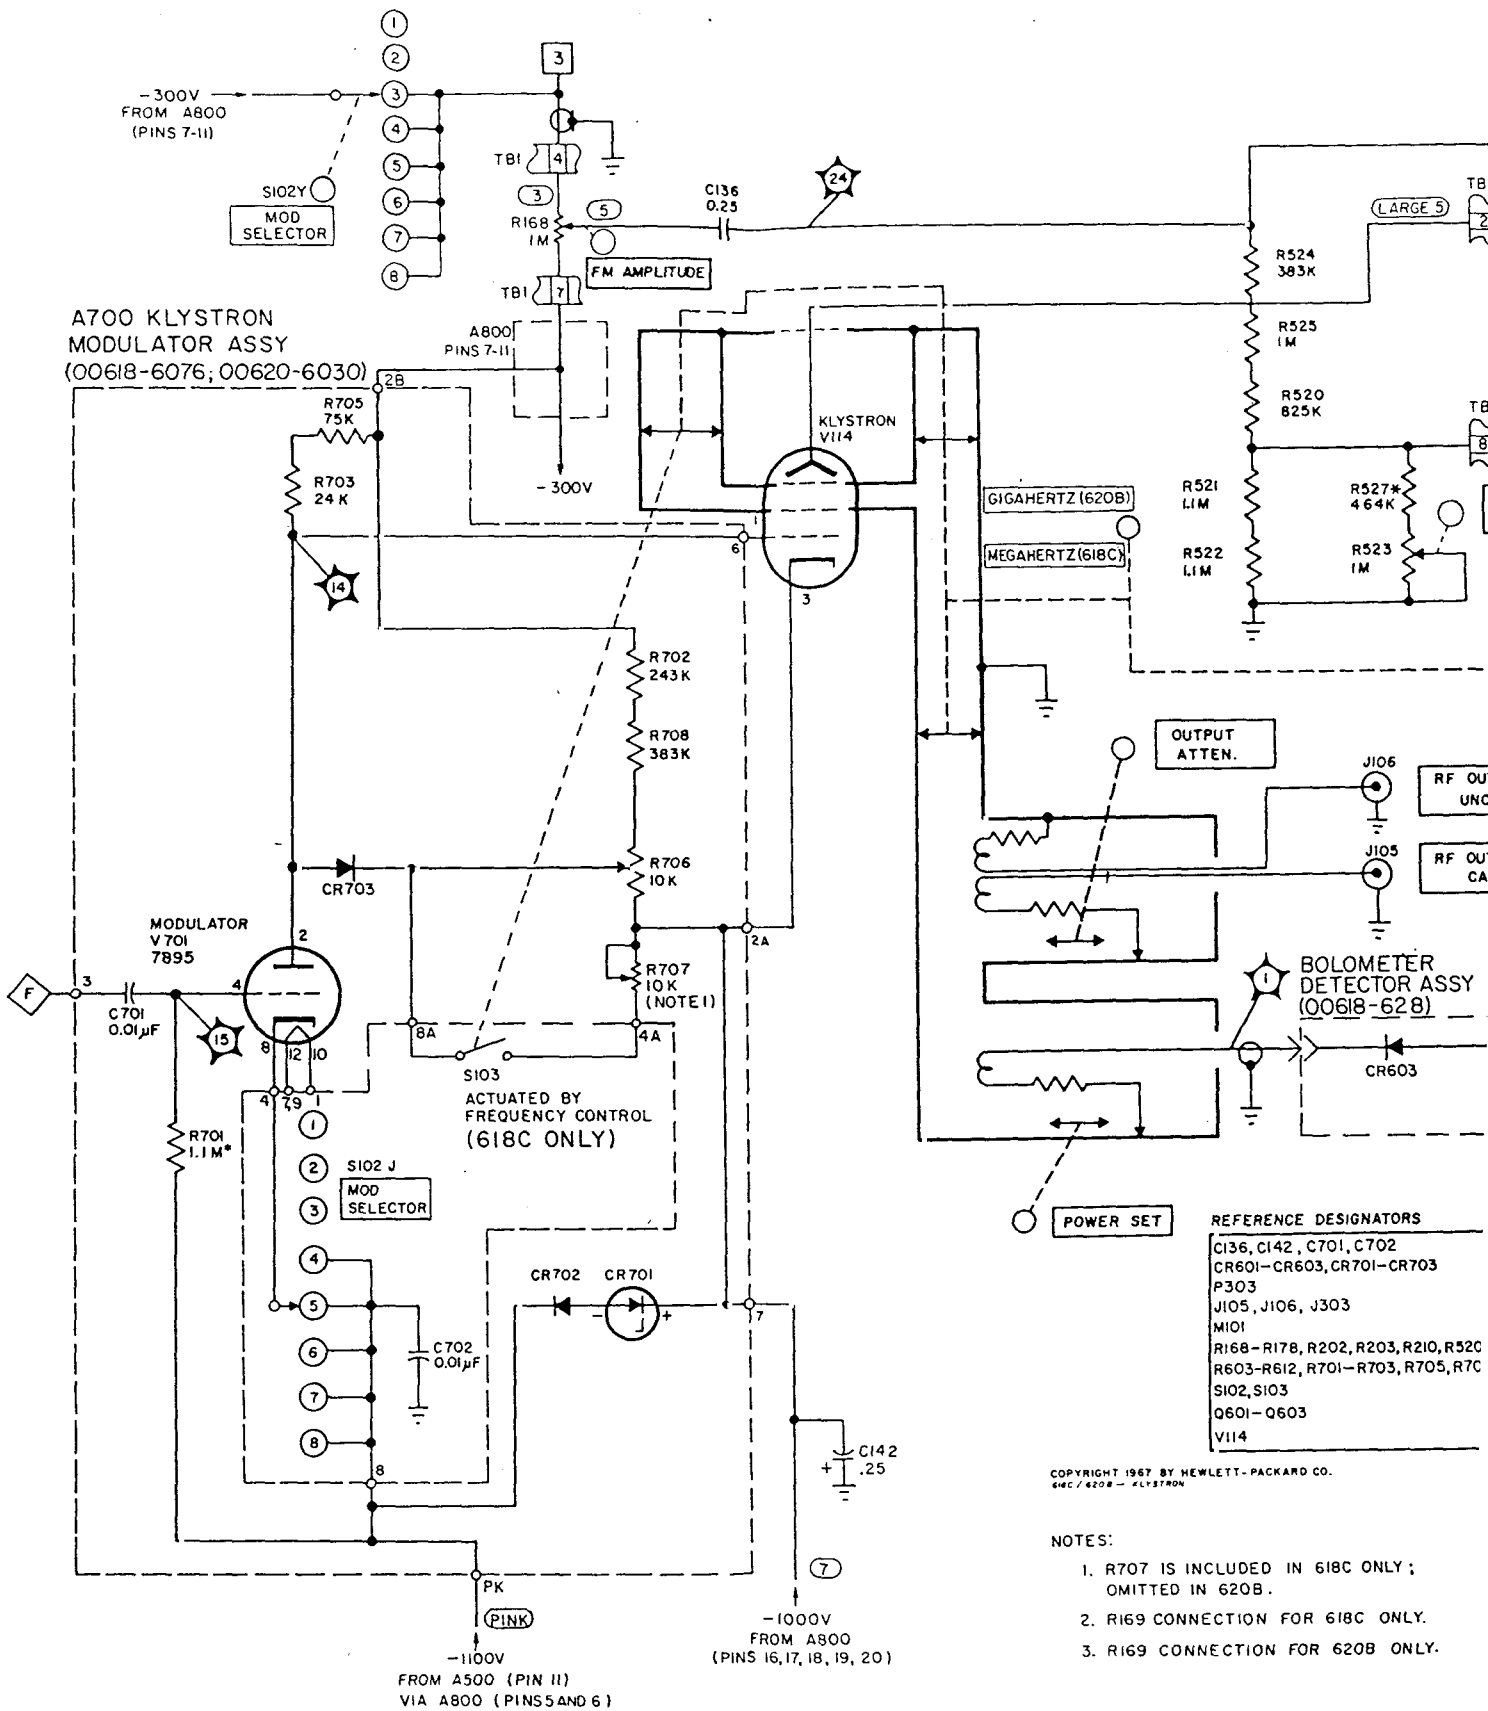 1
2
3
4
5
6
7
8
3
-300V
FROM A800
(PINS 7-11)
S102Y
MOD
SELECTOR
TB1
4
3
R168
1M
5
FM AMPLITUDE
TB1
7
C136
0.25
24
LARGE 5
TB
2
R524
383K
R525
1M
R520
825K
TB
8
R521
1.1M
R527*
464K
R522
1.1M
R523
1M
A700 KLYSTRON
MODULATOR ASSY
(00618-6076; 00620-6030)
2B
A800
PINS 7-11
-300V
R705
75K
R703
24K
14
6
KLYSTRON
V114
3
GIGAHERTZ (620B)
MEGAHERTZ (618C)
R702
243K
R708
383K
R706
10K
CR703
2A
R707
10K
(NOTE 1)
8A
4A
S103
ACTUATED BY
FREQUENCY CONTROL
(618C ONLY)
MODULATOR
V701
7895
2
F
3
C701
0.01µF
4
15
8
12
10
4
7,9
1
R701
1.1M*
1
2
3
4
5
6
7
8
S102 J
MOD
SELECTOR
C702
0.01µF
8
CR702
CR701
-
+
7
C142
.25
+
PK
PINK
-1100V
FROM A500 (PIN 11)
VIA A800 (PINS 5 AND 6)
7
-1000V
FROM A800
(PINS 16, 17, 18, 19, 20)
OUTPUT
ATTEN.
J106
RF OU
UNC
J105
RF OU
CA
1
BOLOMETER
DETECTOR ASSY
(00618-628)
CR603
POWER SET
REFERENCE DESIGNATORS
C136, C142, C701, C702
CR601-CR603, CR701-CR703
P303
J105, J106, J303
M101
R168-R178, R202, R203, R210, R520
R603-R612, R701-R703, R705, R70
S102, S103
Q601-Q603
V114
COPYRIGHT 1967 BY HEWLETT-PACKARD CO.
618C/620B - KLYSTRON
NOTES:
1. R707 IS INCLUDED IN 618C ONLY;
OMITTED IN 620B.
2. R169 CONNECTION FOR 618C ONLY.
3. R169 CONNECTION FOR 620B ONLY.